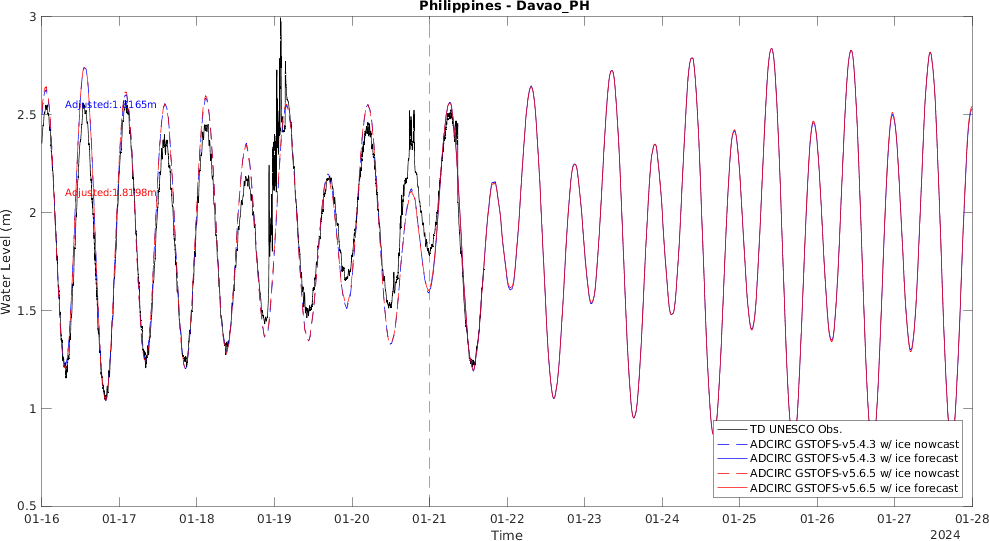 Philippines - Davao_PH
Water Level (m)
3
2.5
2
1.5
1
0.5
Adjusted:1.8165m
Adjusted:1.8198m
TD UNESCO Obs.
ADCIRC GSTOFS-v5.4.3 w/ ice nowcast
ADCIRC GSTOFS-v5.4.3 w/ ice forecast
ADCIRC GSTOFS-v5.6.5 w/ ice nowcast
ADCIRC GSTOFS-v5.6.5 w/ ice forecast
01-16 01-17 01-18 01-19 01-20 01-21 01-22 01-23 01-24 01-25 01-26 01-27 01-28
Time
2024